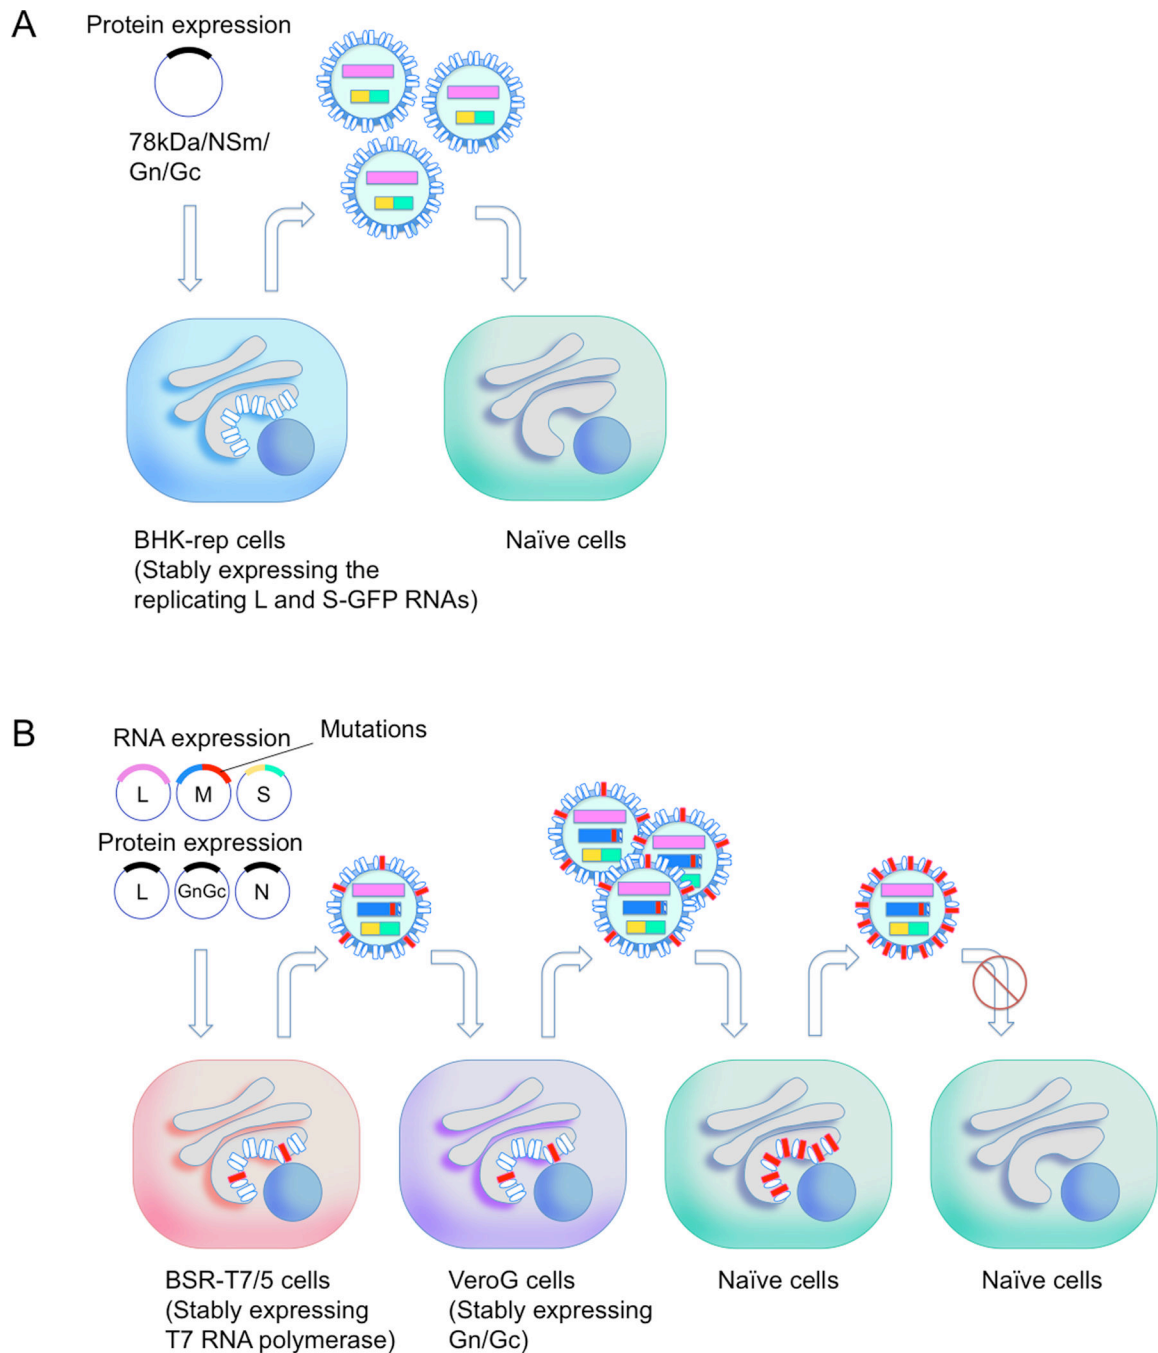 A
Protein expression
78kDa/NSm/
Gn/Gc
BHK-rep cells
(Stably expressing the
replicating L and S-GFP RNAs)
Naïve cells
B
RNA expression
Mutations
L
M
S
Protein expression
L
GnGc
N
BSR-T7/5 cells
(Stably expressing
T7 RNA polymerase)
VeroG cells
(Stably expressing
Gn/Gc)
Naïve cells
Naïve cells